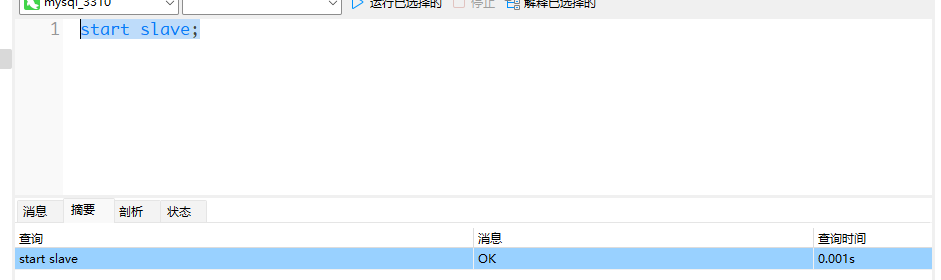 mysql_3310 运行已选择的 停止 解释已选择的
1 start slave;
消息 摘要 剖析 状态
查询 消息 查询时间
start slave OK 0.001s